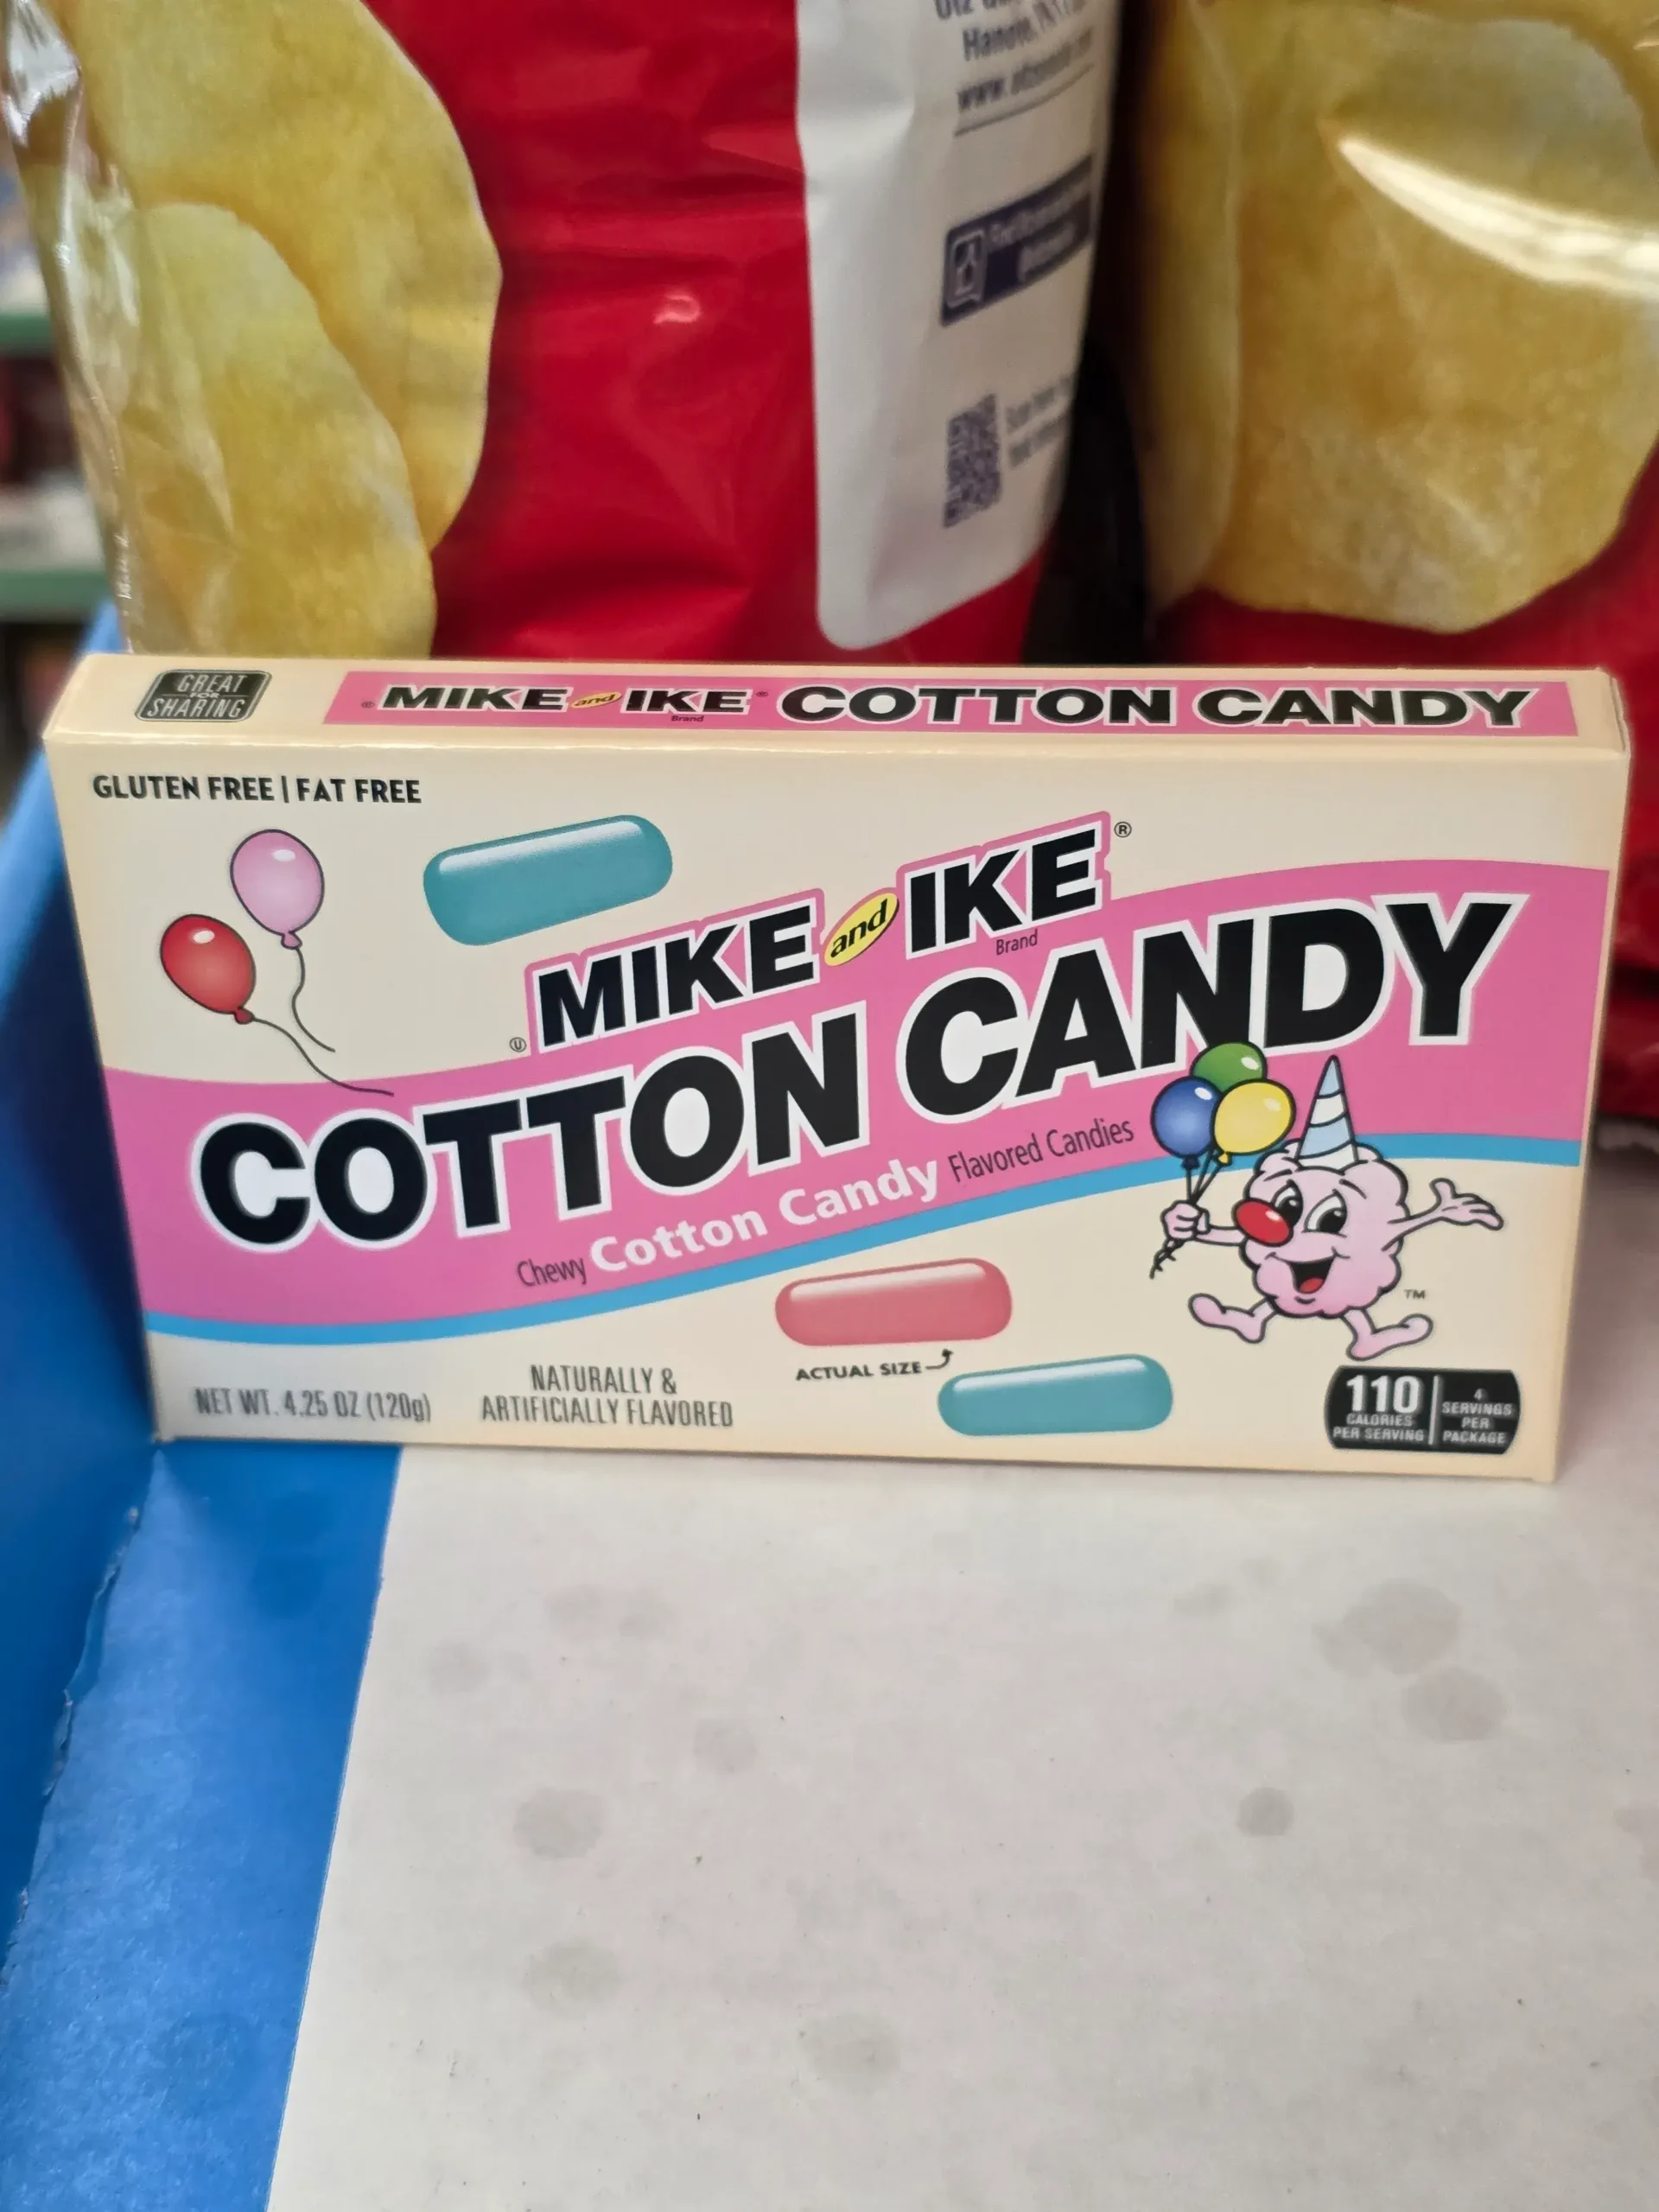 www.
GREAT
FOR
SHARING
® MIKE and IKE® COTTON CANDY
Brand
GLUTEN FREE | FAT FREE
MIKE and IKE®
Brand
Ⓤ
COTTON CANDY
Chewy Cotton Candy Flavored Candies
TM
ACTUAL SIZE
NET WT. 4.25 OZ (120g)
NATURALLY &
ARTIFICIALLY FLAVORED
110
CALORIES
PER SERVING
4
SERVINGS
PER
PACKAGE